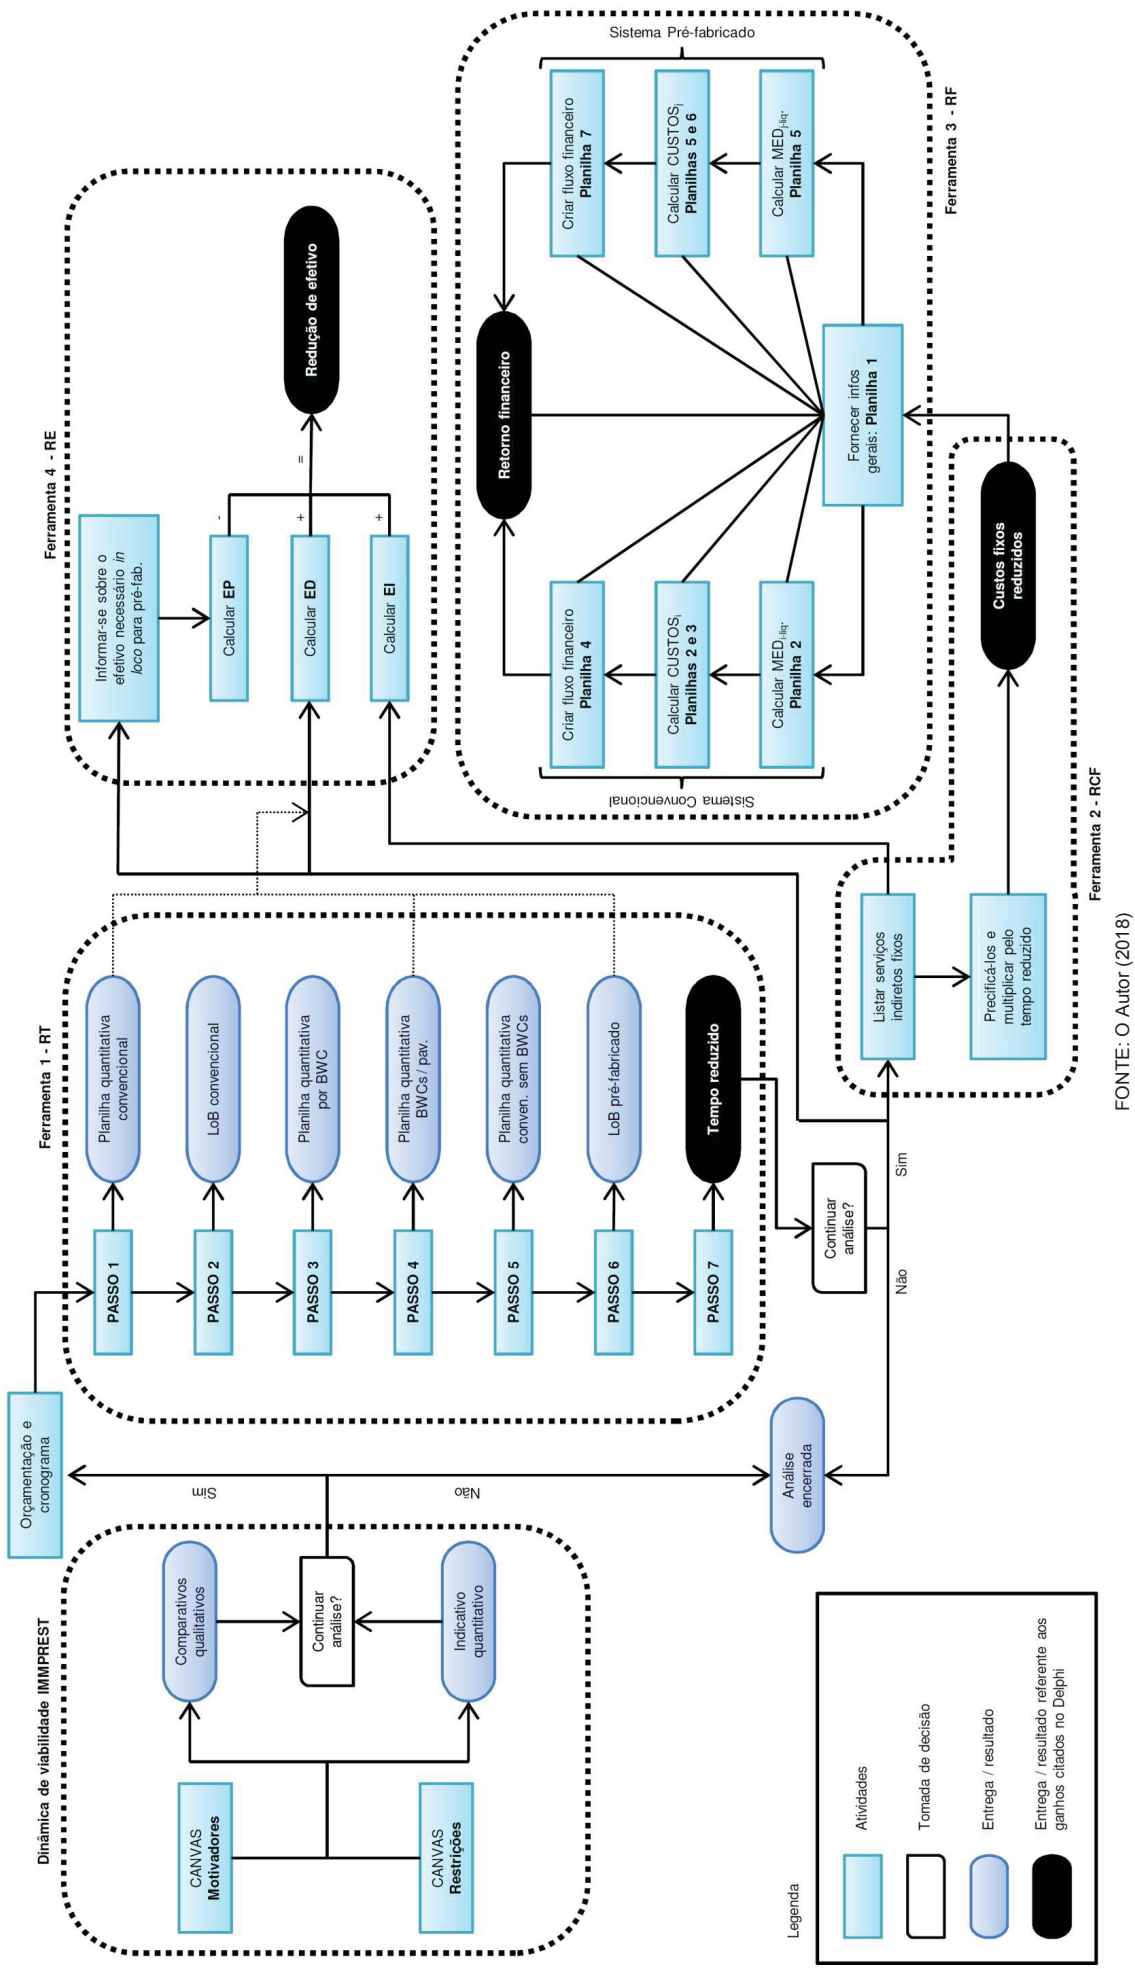 Dinâmica de viabilidade IMMPREST
CANVAS
Motivadores
CANVAS
Restrições
Comparativos
qualitativos
Continuar
análise?
Indicativo
quantitativo
Sim
Não
Orçamentação e
cronograma
Análise
encerrada
Ferramenta 1 - RT
PASSO 1
Planilha quantitativa
convencional
PASSO 2
LoB convencional
PASSO 3
Planilha quantitativa
por BWC
PASSO 4
Planilha quantitativa
BWCs / pav.
PASSO 5
Planilha quantitativa
conven. sem BWCs
PASSO 6
LoB pré-fabricado
PASSO 7
Tempo reduzido
Continuar
análise?
Não
Sim
Ferramenta 4 - RE
Informar-se sobre o
efetivo necessário in
loco para pré-fab.
Calcular EP
-
Calcular ED
+
Calcular EI
+
=
Redução de efetivo
Ferramenta 2 - RCF
Listar serviços
indiretos fixos
Precificá-los e
multiplicar pelo
tempo reduzido
Custos fixos
reduzidos
Ferramenta 3 - RF
Sistema Convencional
Criar fluxo financeiro
Planilha 4
Calcular CUSTOSj
Planilhas 2 e 3
Calcular MEDj-liq.
Planilha 2
Retorno financeiro
Fornecer infos
gerais: Planilha 1
Sistema Pré-fabricado
Criar fluxo financeiro
Planilha 7
Calcular CUSTOSj
Planilhas 5 e 6
Calcular MEDj-liq.
Planilha 5
Legenda
Atividades
Tomada de decisão
Entrega / resultado
Entrega / resultado referente aos
ganhos citados no Delphi
FONTE: O Autor (2018)